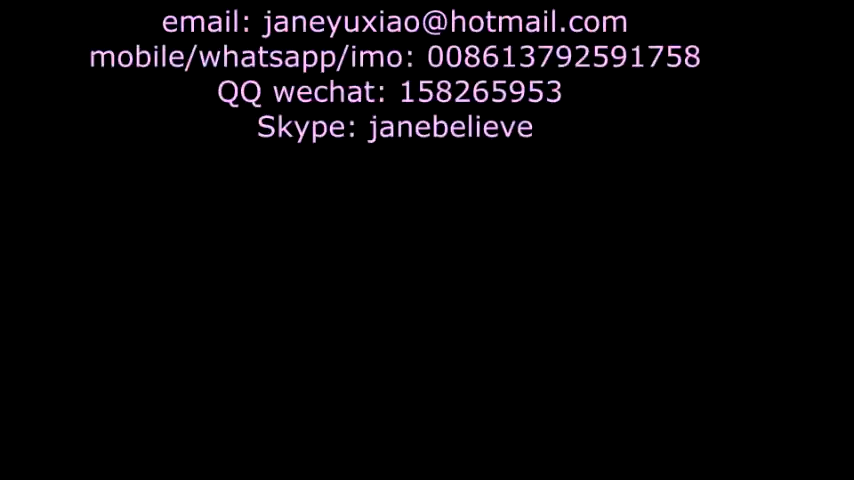 email: janeyuxiao@hotmail.com
mobile/whatsapp/imo: 008613792591758
QQ wechat: 158265953
Skype: janebelieve